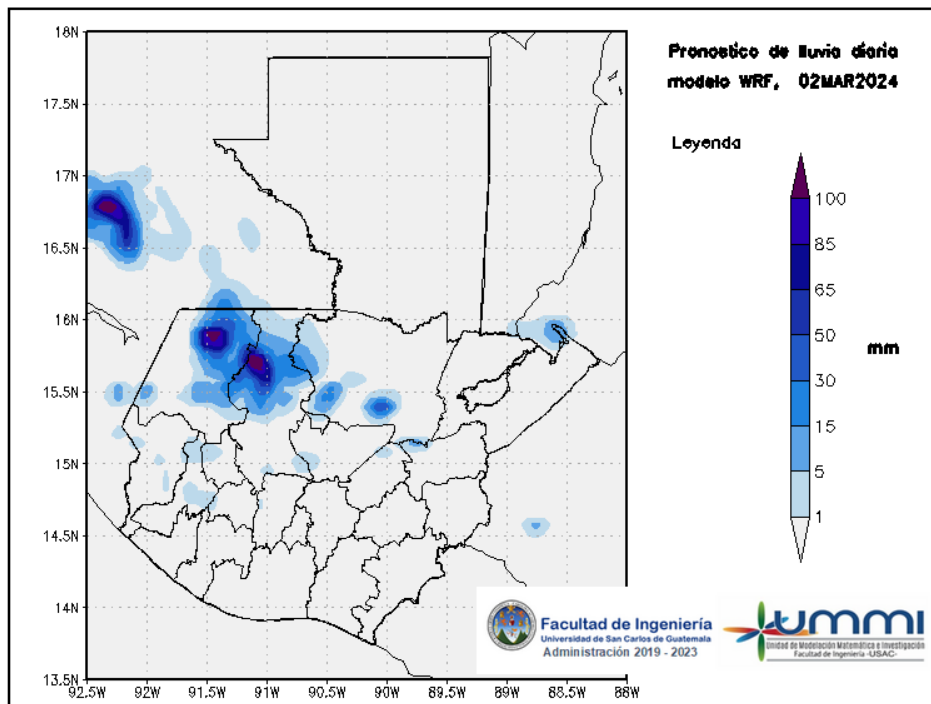 Pronostico de lluvia diaria
modelo WRF, 02MAR2024
Leyenda
100
85
65
50
30
15
5
1
mm
18N
17.5N
17N
16.5N
16N
15.5N
15N
14.5N
14N
13.5N
92.5W 92W 91.5W 91W 90.5W 90W 89.5W 89W 88.5W 88W
Facultad de Ingeniería
Universidad de San Carlos de Guatemala
Administración 2019 - 2023
ummi
Unidad de Modelación Matemática e Investigación
Facultad de Ingeniería -USAC-